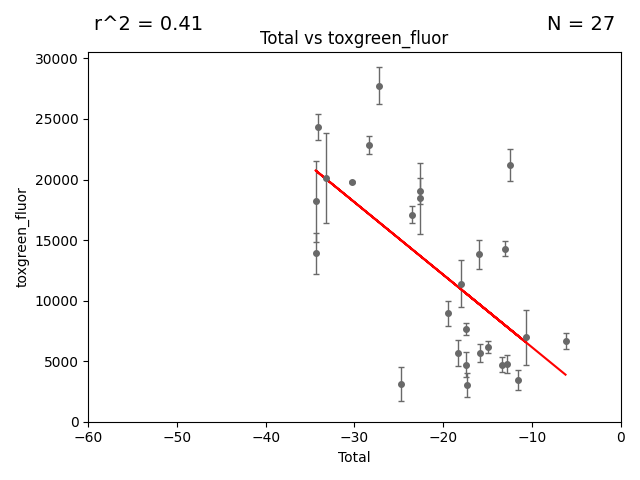 r^2 = 0.41
N = 27
Total vs toxgreen_fluor
30000
25000
20000
15000
10000
5000
0
toxgreen_fluor
−60
−50
−40
−30
−20
−10
0
Total